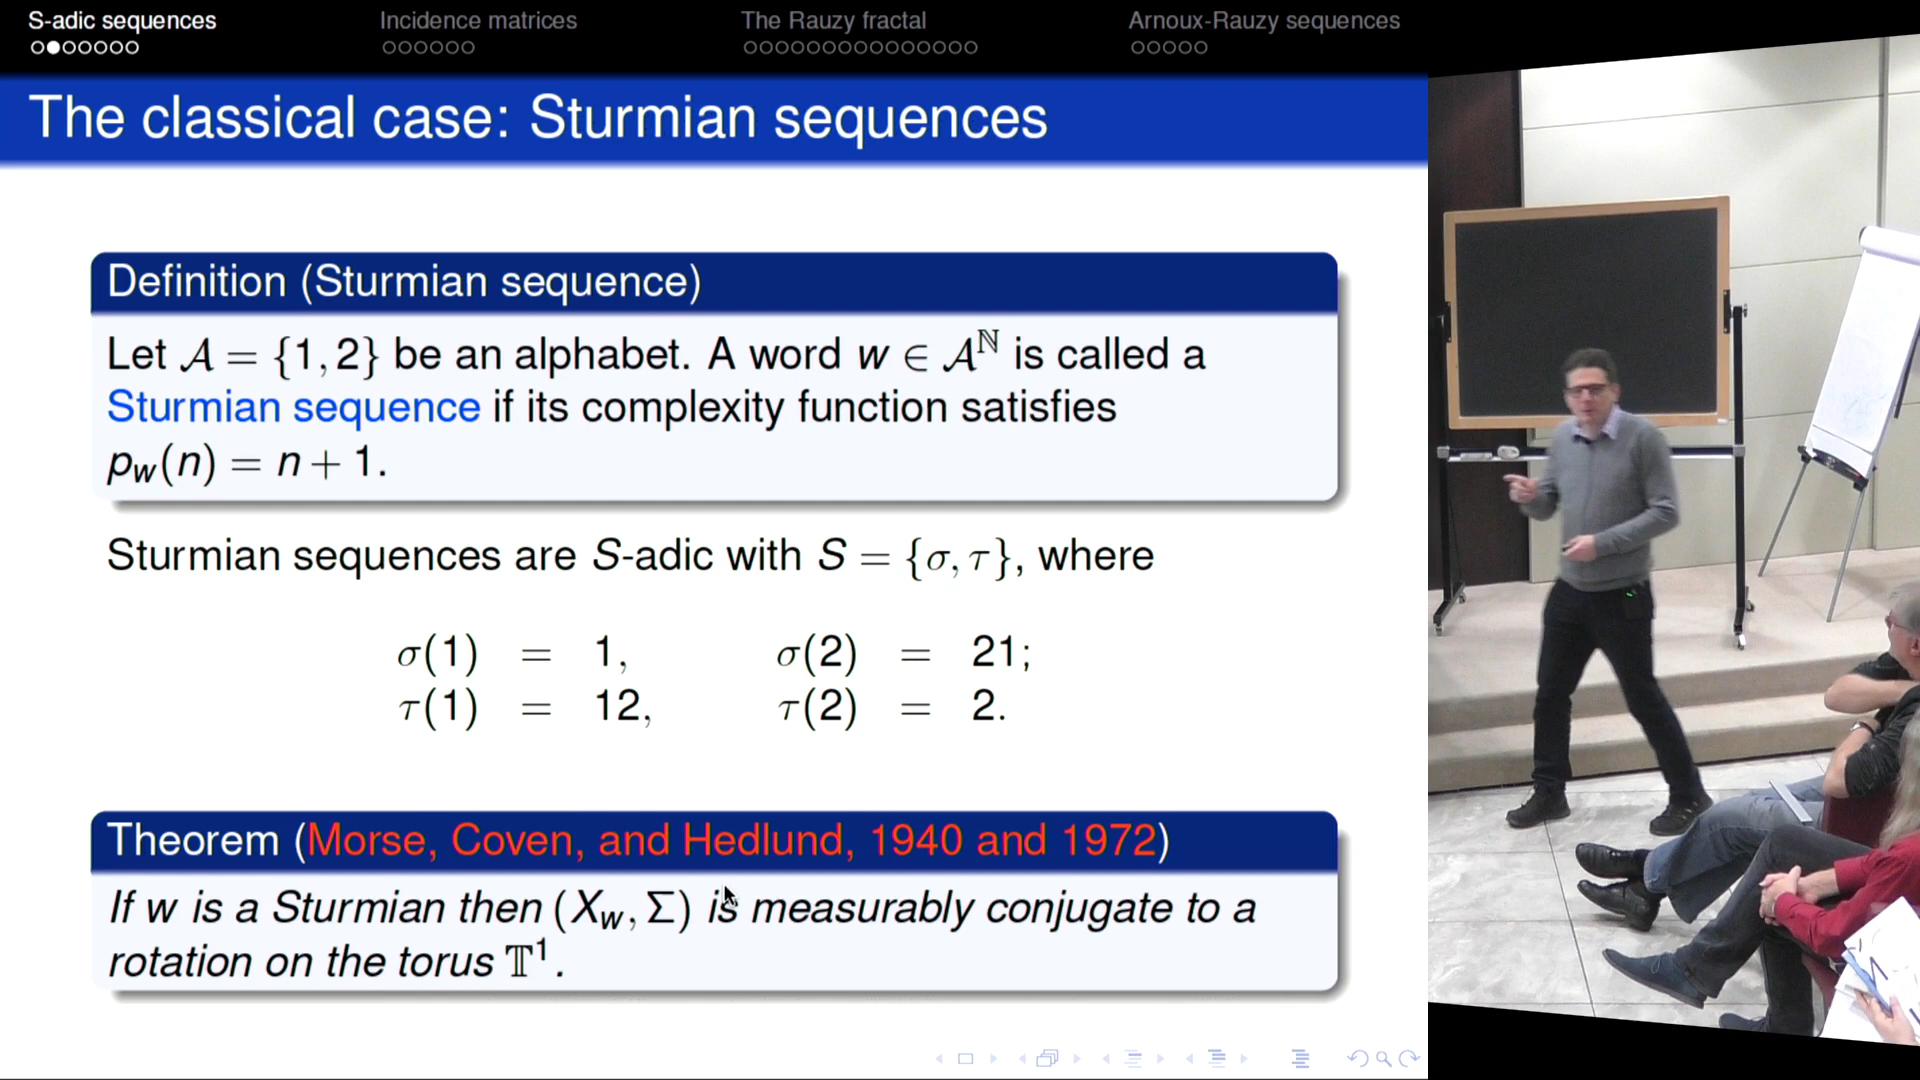 S-adic sequences
Incidence matrices
The Rauzy fractal
Arnoux-Rauzy sequences
The classical case: Sturmian sequences
Definition (Sturmian sequence)
Let 𝒜 = {1, 2} be an alphabet. A word w ∈ 𝒜^ℕ is called a
Sturmian sequence if its complexity function satisfies
p_w(n) = n + 1.
Sturmian sequences are S-adic with S = {σ, τ}, where
σ(1) = 1, σ(2) = 21;
τ(1) = 12, τ(2) = 2.
Theorem (Morse, Coven, and Hedlund, 1940 and 1972)
If w is a Sturmian then (X_w, Σ) is measurably conjugate to a
rotation on the torus 𝕋¹.